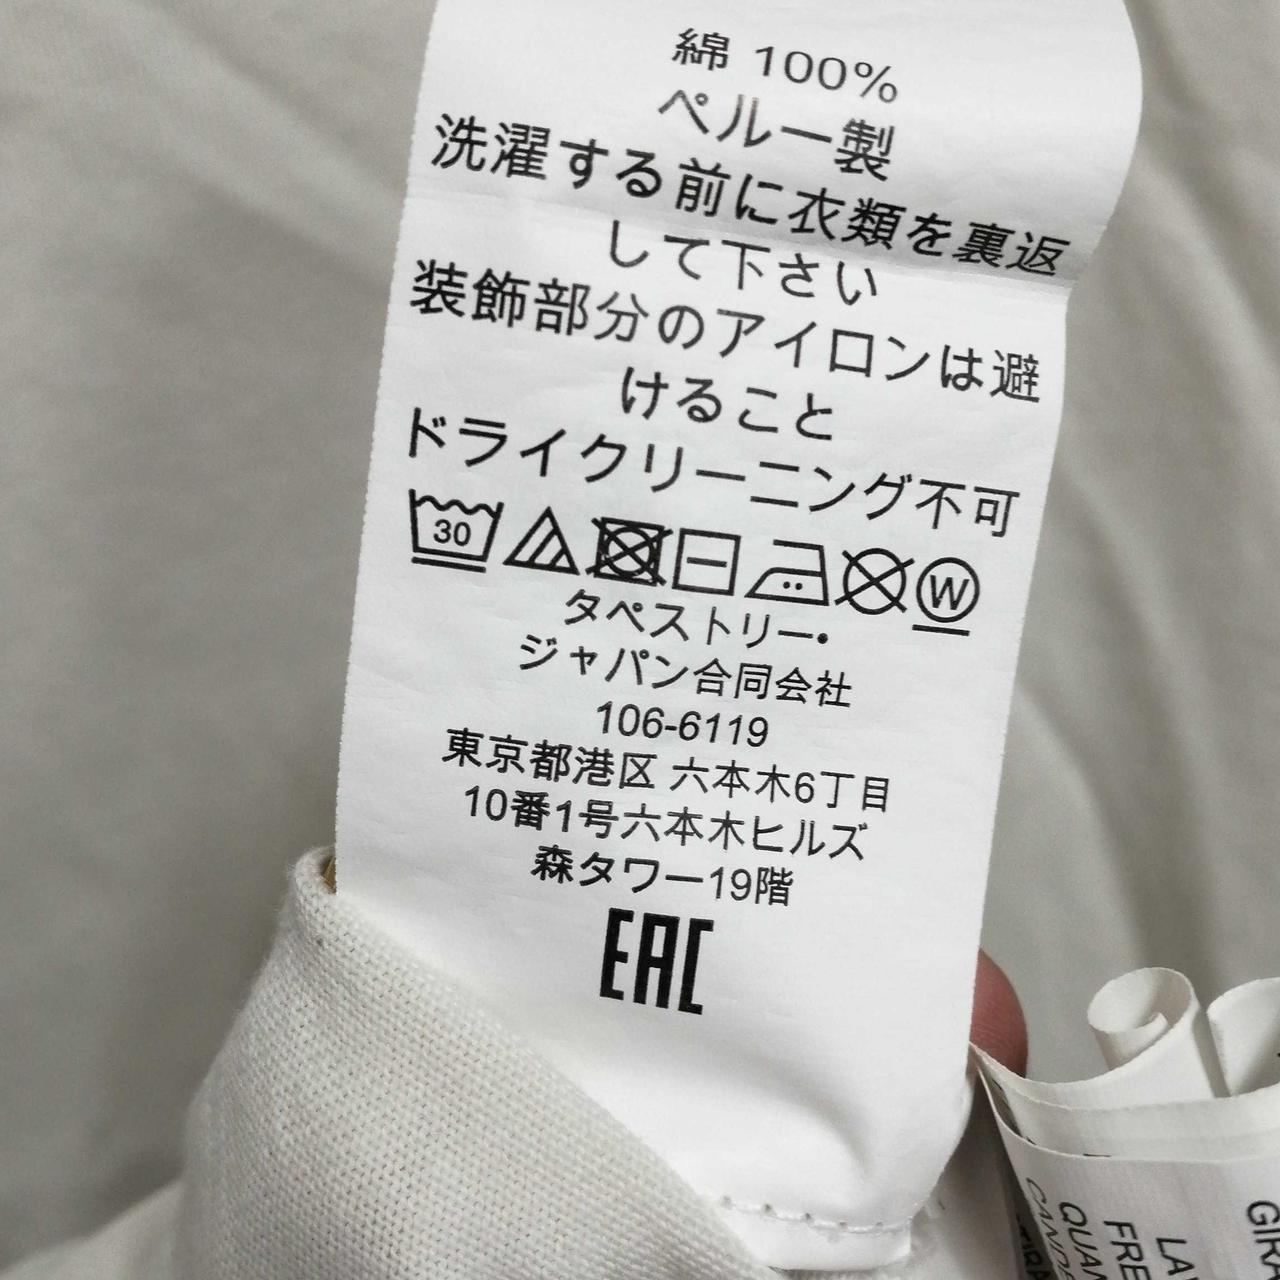 綿 100%
ペルー製
洗濯する前に衣類を裏返
して下さい
装飾部分のアイロンは避
けること
ドライクリーニング不可
30
W
タペストリー・
ジャパン合同会社
106-6119
東京都港区 六本木6丁目
10番1号六本木ヒルズ
森タワー19階
EAC
GIRA
LA
FRE
QUAN